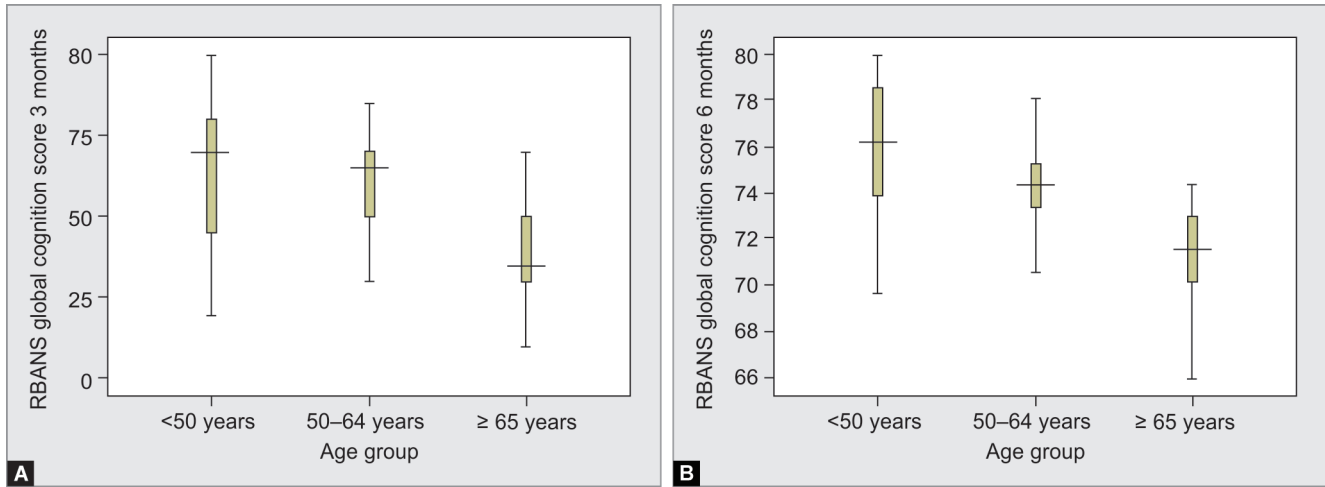 RBANS global cognition score 3 months
80
75
50
25
0
<50 years
50–64 years
≥ 65 years
Age group
A
RBANS global cognition score 6 months
80
78
76
74
72
70
68
66
<50 years
50–64 years
≥ 65 years
Age group
B